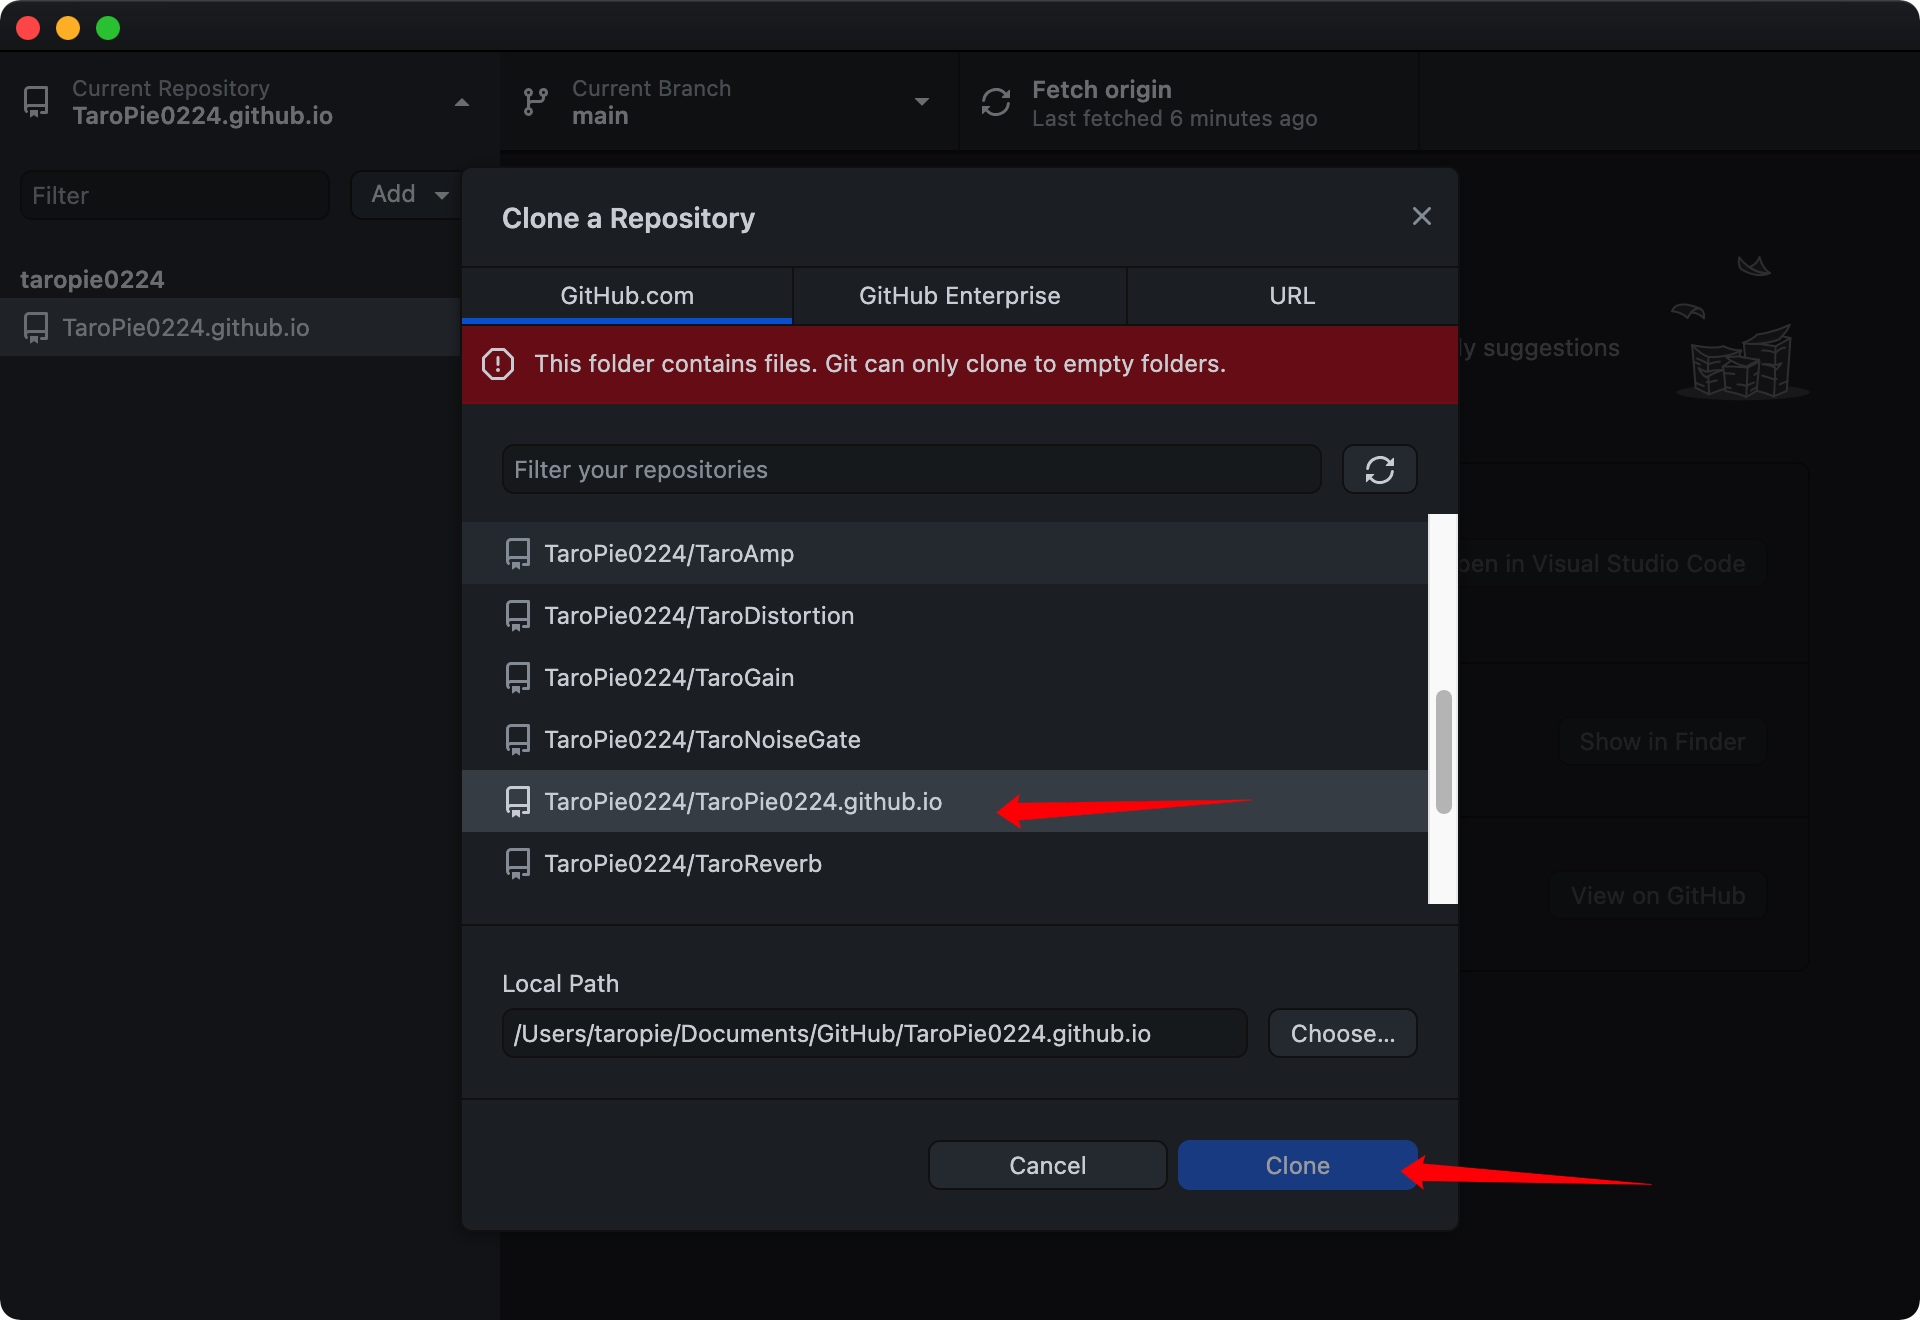 Current Repository
TaroPie0224.github.io
Current Branch
main
Fetch origin
Last fetched 6 minutes ago
Filter
Add
taropie0224
TaroPie0224.github.io
Clone a Repository
GitHub.com
GitHub Enterprise
URL
This folder contains files. Git can only clone to empty folders.
Filter your repositories
TaroPie0224/TaroAmp
TaroPie0224/TaroDistortion
TaroPie0224/TaroGain
TaroPie0224/TaroNoiseGate
TaroPie0224/TaroPie0224.github.io
TaroPie0224/TaroReverb
Local Path
/Users/taropie/Documents/GitHub/TaroPie0224.github.io
Choose...
Cancel
Clone
suggestions
in Visual Studio Code
Show in Finder
View on GitHub